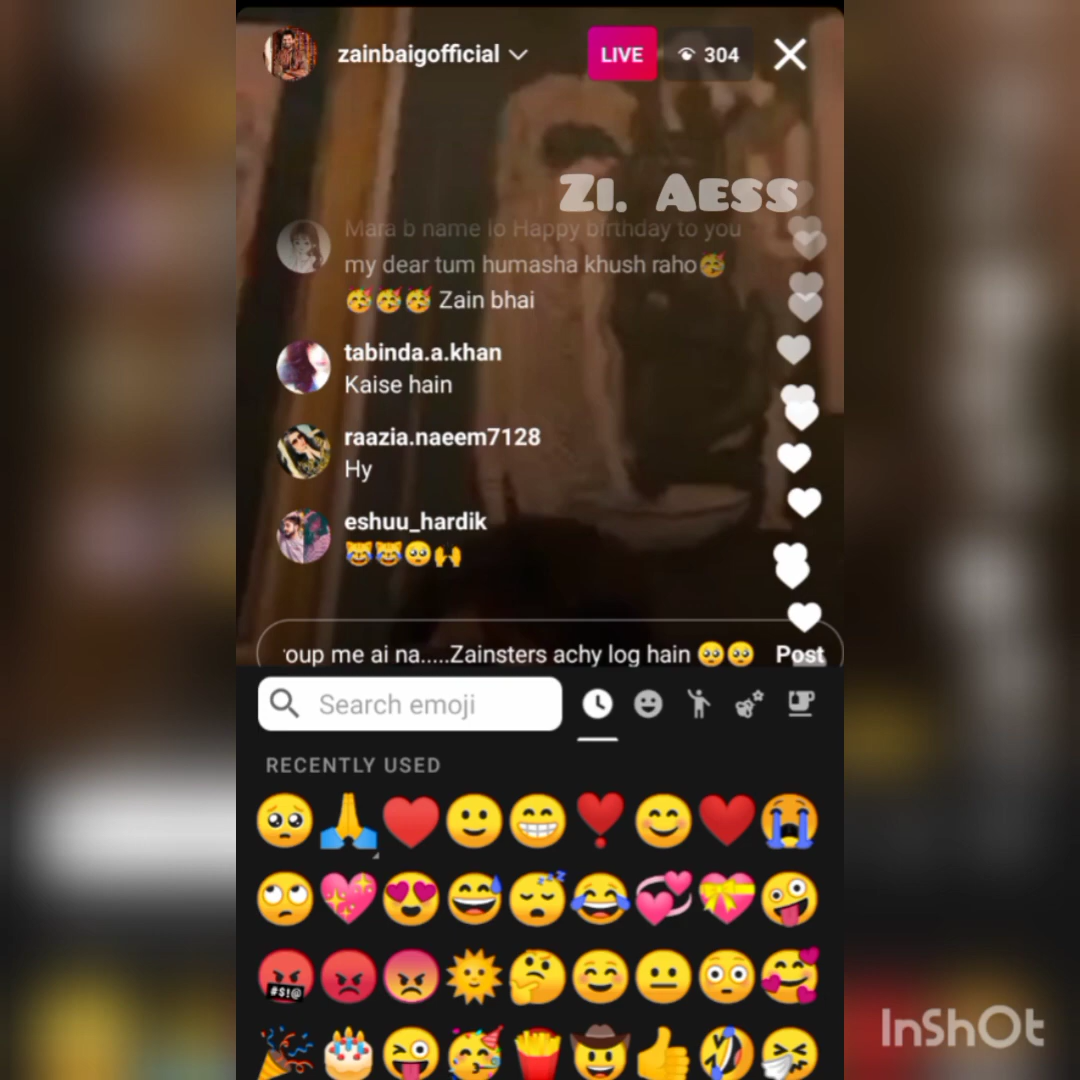 zainbaigofficial
LIVE
304
Zi. Aess
Mara b name lo Happy birthday to you
my dear tum humasha khush raho🥳
🥳🥳🥳 Zain bhai
tabinda.a.khan
Kaise hain
raazia.naeem7128
Hy
eshuu_hardik
😹😹🥺🙌
oup me ai na.....Zainsters achy log hain 🥺🥺
Post
Search emoji
RECENTLY USED
#$!@
InShOt